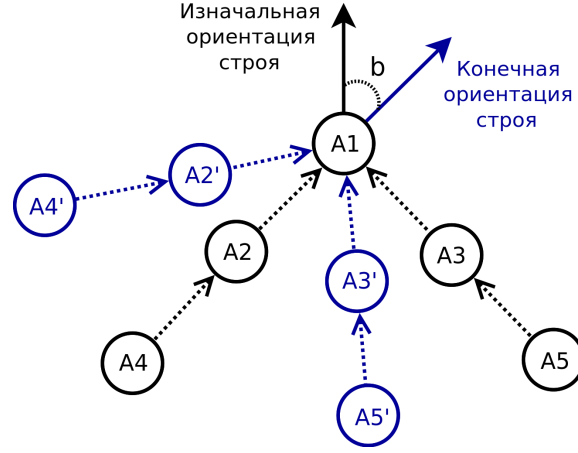 Изначальная
ориентация
строя
b
Конечная
ориентация
строя
A1
A2'
A4'
A2
A3
A3'
A4
A5
A5'